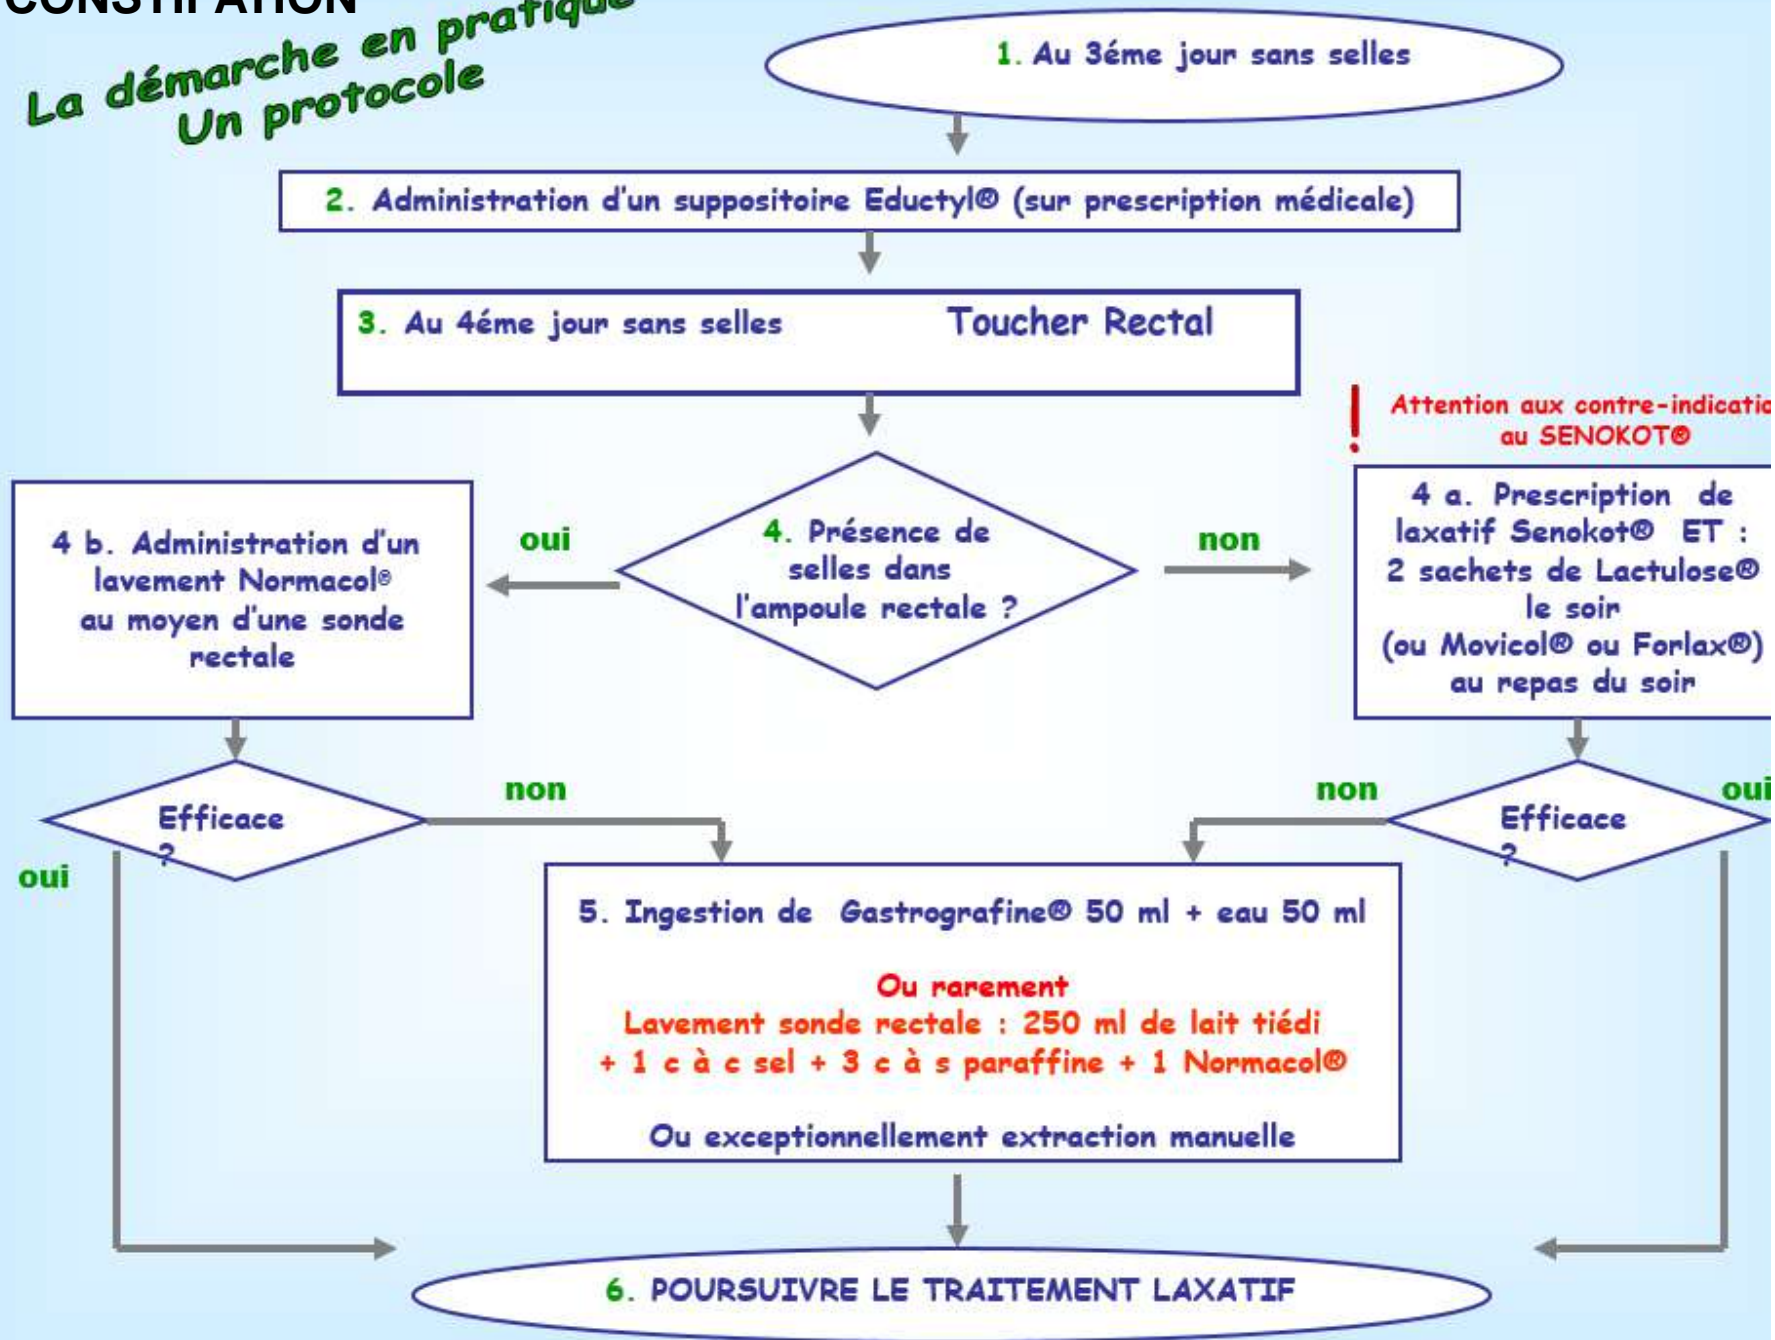 CONSTIPATION
La démarche en pratique
Un protocole
1. Au 3éme jour sans selles
2. Administration d'un suppositoire Eductyl® (sur prescription médicale)
3. Au 4éme jour sans selles Toucher Rectal
! Attention aux contre-indicatio
au SENOKOT®
4 b. Administration d'un
lavement Normacol®
au moyen d'une sonde
rectale
oui
4. Présence de
selles dans
l'ampoule rectale ?
non
4 a. Prescription de
laxatif Senokot® ET :
2 sachets de Lactulose®
le soir
(ou Movicol® ou Forlax®)
au repas du soir
Efficace
?
non
oui
non
Efficace
?
oui
5. Ingestion de Gastrografine® 50 ml + eau 50 ml
Ou rarement
Lavement sonde rectale : 250 ml de lait tiédi
+ 1 c à c sel + 3 c à s paraffine + 1 Normacol®
Ou exceptionnellement extraction manuelle
6. POURSUIVRE LE TRAITEMENT LAXATIF